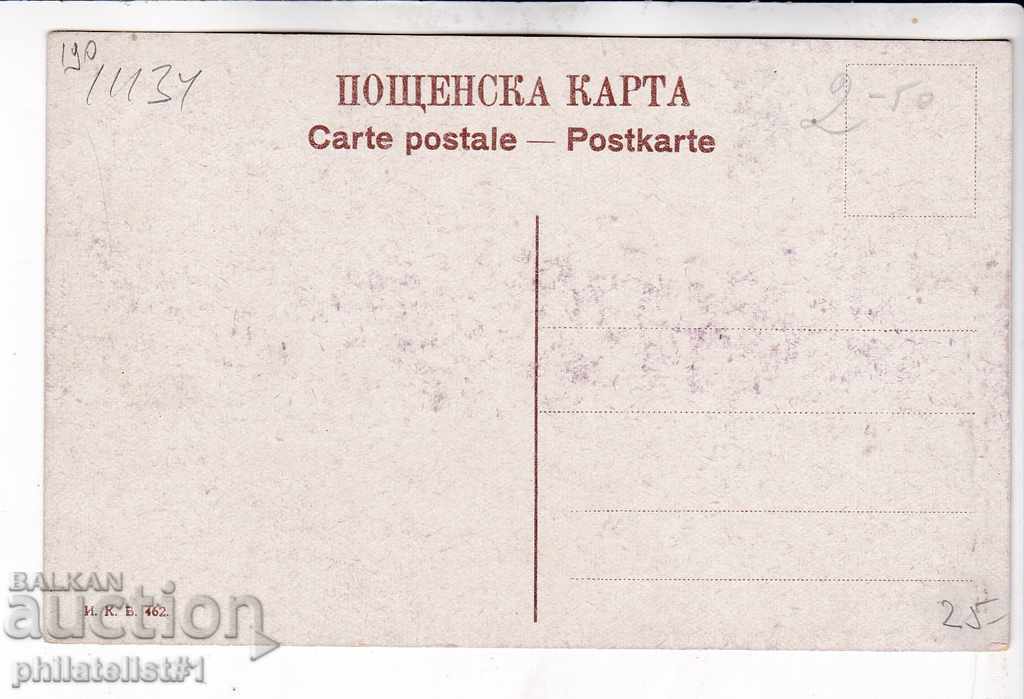 190
11134
2-50
ПОЩЕНСКА КАРТА
Carte postale — Postkarte
25-
И. К. Б. 462.
BALKAN
auction
philatelist#1